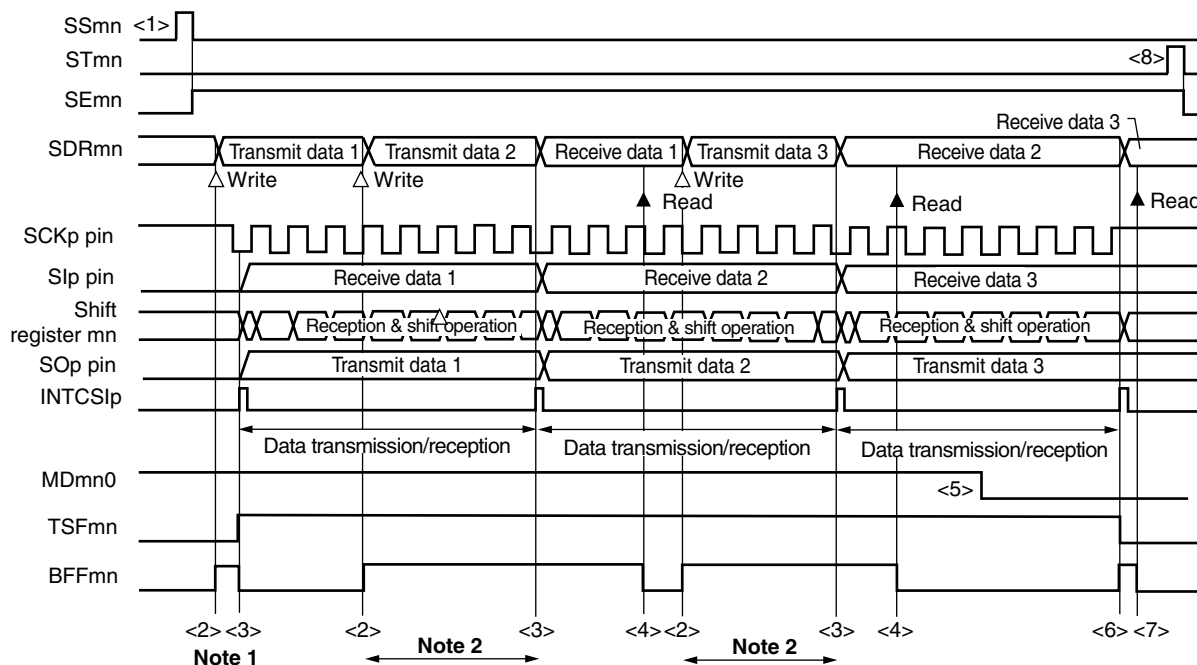 SSmn <1>
STmn <8>
SEmn
Receive data 3
SDRmn Transmit data 1 Transmit data 2 Receive data 1 Transmit data 3 Receive data 2
Write Write Write
Read Read Read
SCKp pin
SIp pin Receive data 1 Receive data 2 Receive data 3
Shift
register mn Reception & shift operation Reception & shift operation Reception & shift operation
SOp pin Transmit data 1 Transmit data 2 Transmit data 3
INTCSIp
Data transmission/reception Data transmission/reception Data transmission/reception
MDmn0 <5>
TSFmn
BFFmn
<2> <3> <2> <3> <4> <2> <3> <4> <6> <7>
Note 1 Note 2 Note 2